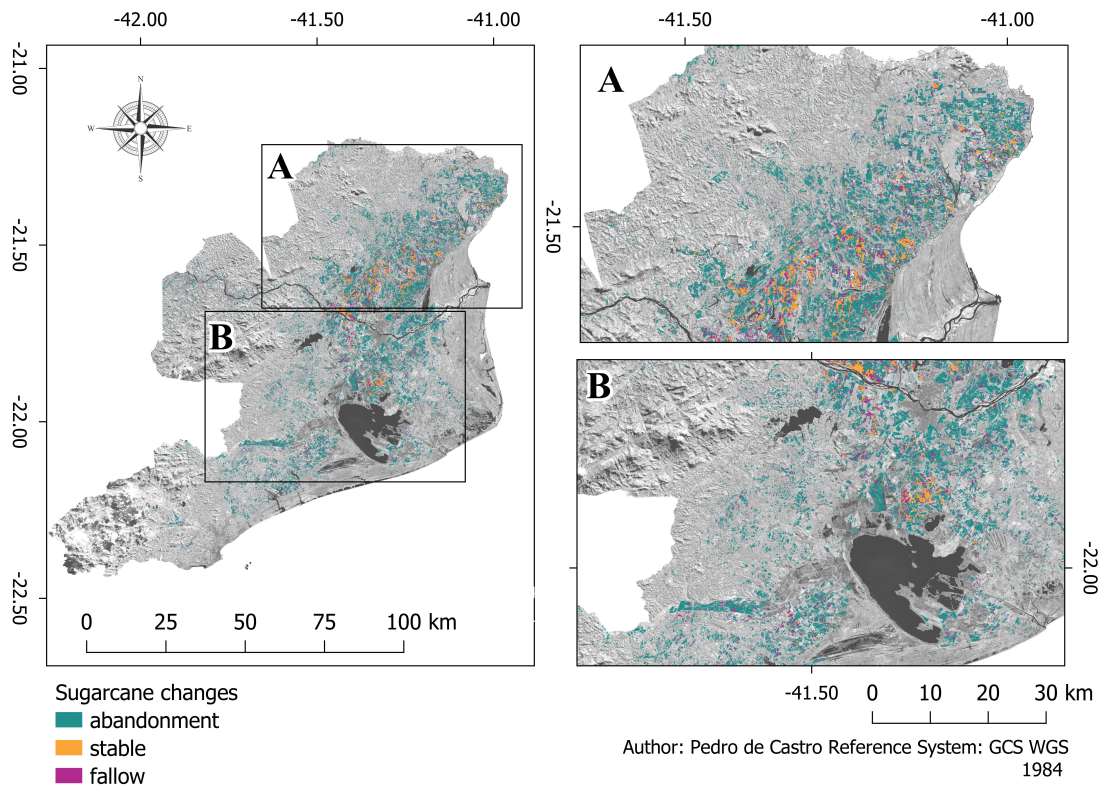 -42.00 -41.50 -41.00
-21.00
-21.50
-22.00
-22.50
N
W E
S
A
B
0 25 50 75 100 km
-41.50 -41.00
A
-21.50
B
-22.00
-41.50
0 10 20 30 km
Sugarcane changes
abandonment
stable
fallow
Author: Pedro de Castro Reference System: GCS WGS
1984